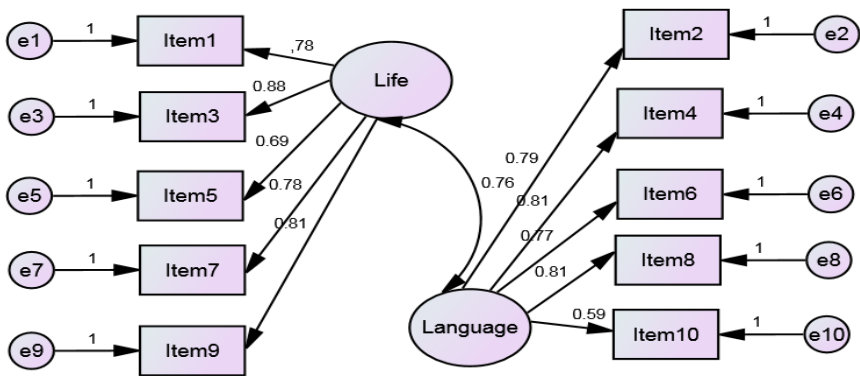 e1 1 Item1 ,78 Life Item2 1 e2
e3 1 Item3 0.88 Item4 1 e4
e5 1 Item5 0.69 0.79 0.76 Item6 1 e6
e7 1 Item7 0.78 0.81 0.81 0.77 Item8 1 e8
e9 1 Item9 Language 0.81 0.59 Item10 1 e10